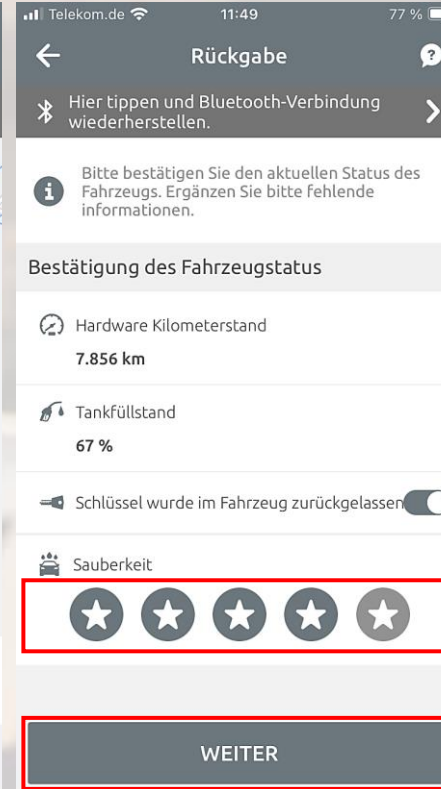 Telekom.de
11:49
77 %
Rückgabe
?
Hier tippen und Bluetooth-Verbindung
wiederherstellen.
Bitte bestätigen Sie den aktuellen Status des
Fahrzeugs. Ergänzen Sie bitte fehlende
informationen.
Bestätigung des Fahrzeugstatus
Hardware Kilometerstand
7.856 km
Tankfüllstand
67 %
Schlüssel wurde im Fahrzeug zurückgelassen
Sauberkeit
WEITER